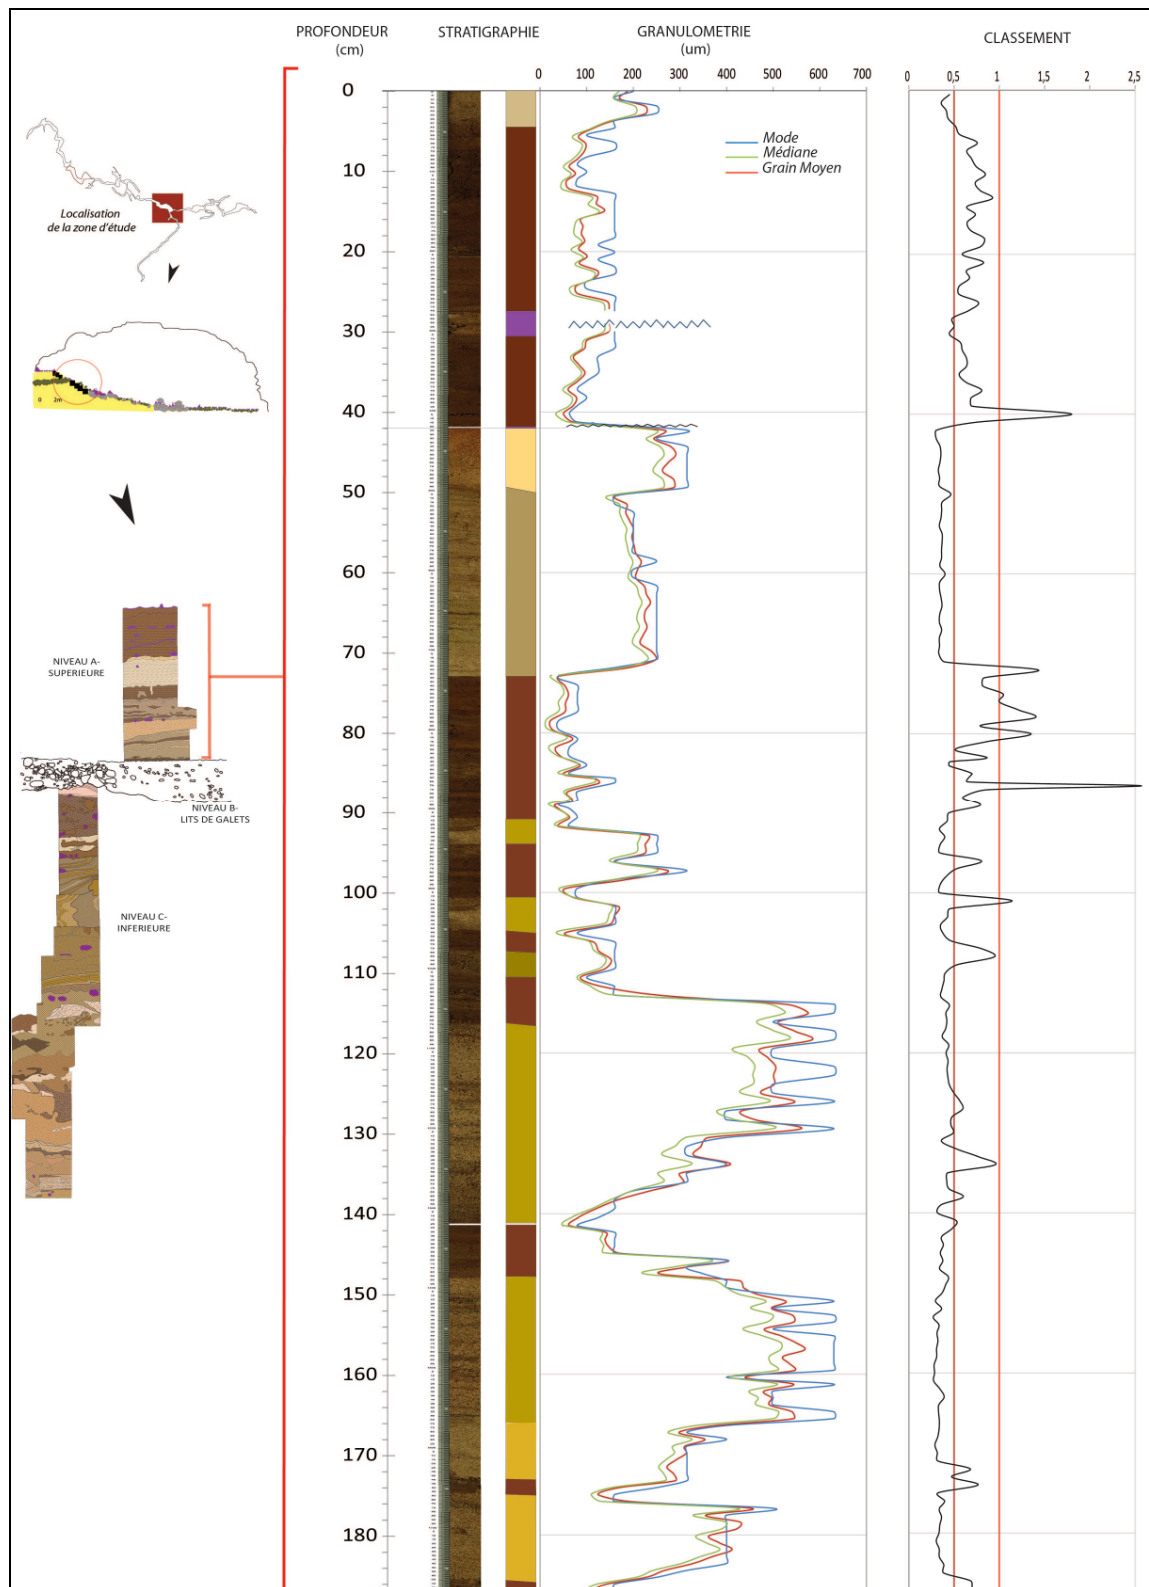 PROFONDEUR
(cm)
STRATIGRAPHIE
GRANULOMETRIE
(um)
CLASSEMENT
0 100 200 300 400 500 600 700
0 0,5 1 1,5 2 2,5
Mode
Médiane
Grain Moyen
0
10
20
30
40
50
60
70
80
90
100
110
120
130
140
150
160
170
180
Localisation
de la zone d'étude
0 2m
NIVEAU A-
SUPERIEURE
NIVEAU B-
LITS DE GALETS
NIVEAU C-
INFERIEURE